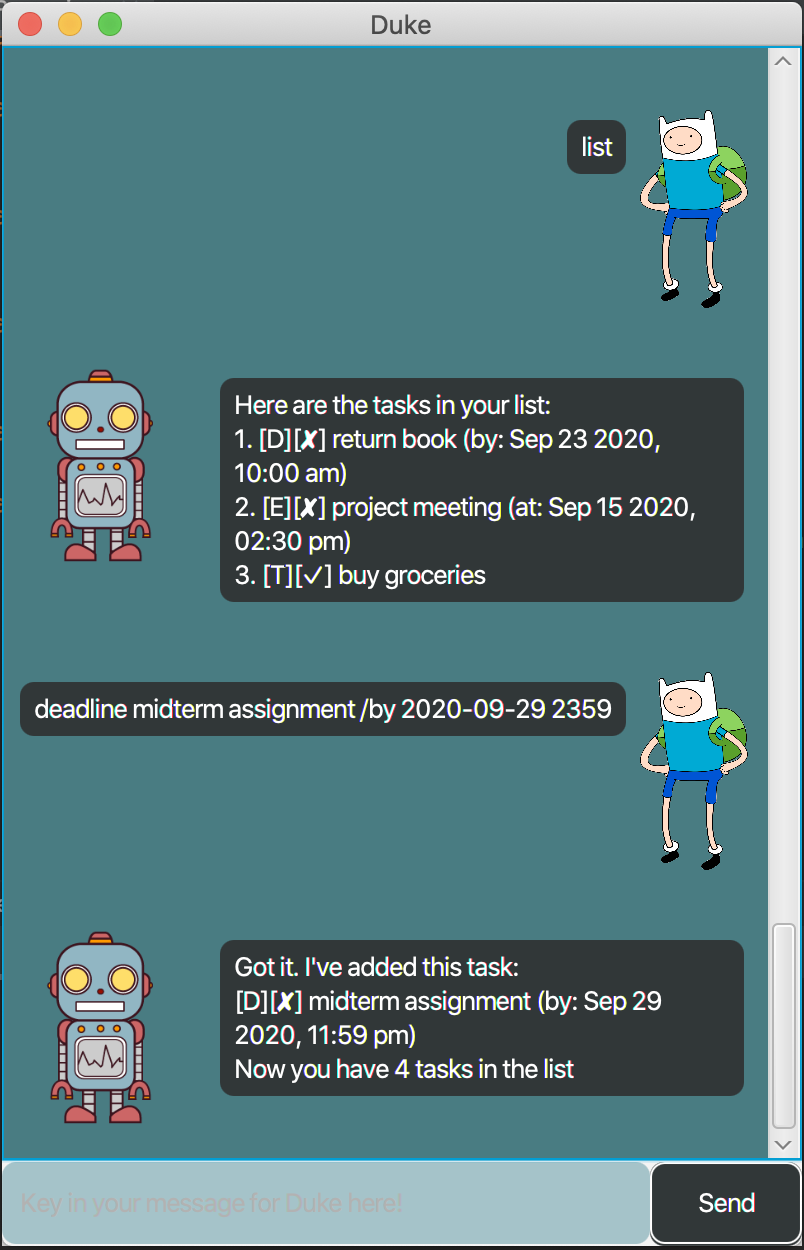 Duke
list
Here are the tasks in your list:
1. [D][✘] return book (by: Sep 23 2020,
10:00 am)
2. [E][✘] project meeting (at: Sep 15 2020,
02:30 pm)
3. [T][✓] buy groceries
deadline midterm assignment /by 2020-09-29 2359
Got it. I've added this task:
[D][✘] midterm assignment (by: Sep 29
2020, 11:59 pm)
Now you have 4 tasks in the list
Key in your message for Duke here!
Send